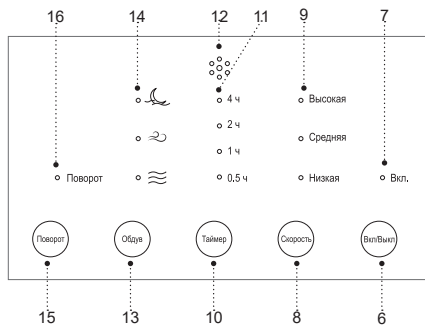 16 14 12 11 9 7
4 ч Высокая
2 ч
Средняя
1 ч
Поворот 0.5 ч Низкая Вкл.
Поворот Обдув Таймер Скорость Вкл/Выкл
15 13 10 8 6